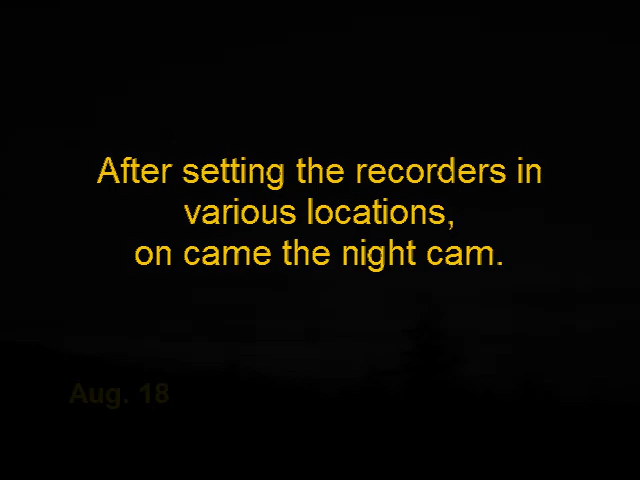 After setting the recorders in
various locations,
on came the night cam.
Aug. 18